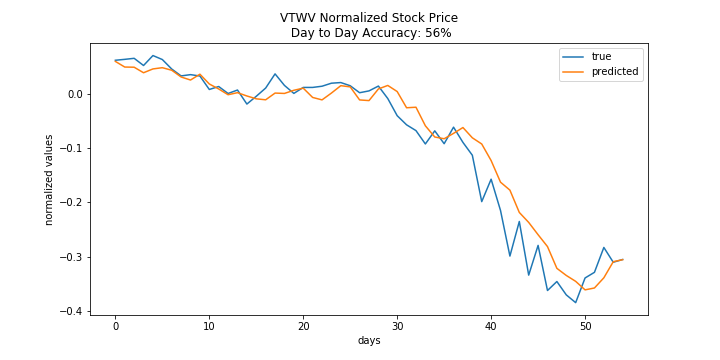 VTWV Normalized Stock Price
Day to Day Accuracy: 56%
true
predicted
normalized values
0.0
−0.1
−0.2
−0.3
−0.4
0 10 20 30 40 50
days